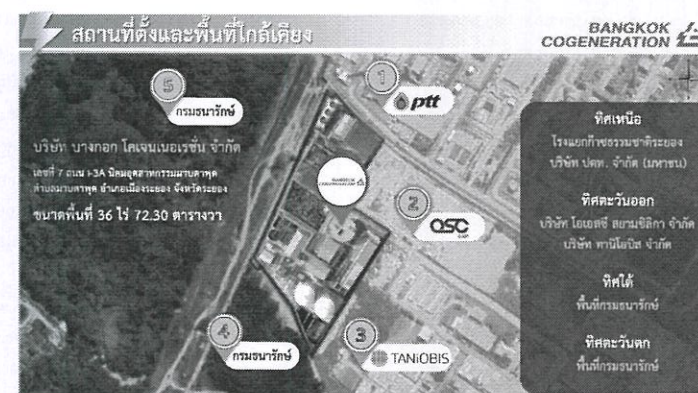 สถานที่ตั้งและพื้นที่ใกล้เคียง
BANGKOK
COGENERATION
5
กรมธนารักษ์
1
ptt
บริษัท บางกอก โคเจนเนอเรชั่น จำกัด
เลขที่ 7 ถนน I-3A นิคมอุตสาหกรรมมาบตาพุด
ตำบลมาบตาพุด อำเภอเมืองระยอง จังหวัดระยอง
ขนาดพื้นที่ 36 ไร่ 72.30 ตารางวา
BANGKOK
COGENERATION
2
OSC
4
กรมธนารักษ์
3
TANIOBIS
ทิศเหนือ
โรงแยกก๊าซธรรมชาติระยอง
บริษัท ปตท. จำกัด (มหาชน)
ทิศตะวันออก
บริษัท โอเอสซี สยามซิลิกา จำกัด
บริษัท ทานิโอบิส จำกัด
ทิศใต้
พื้นที่กรมธนารักษ์
ทิศตะวันตก
พื้นที่กรมธนารักษ์